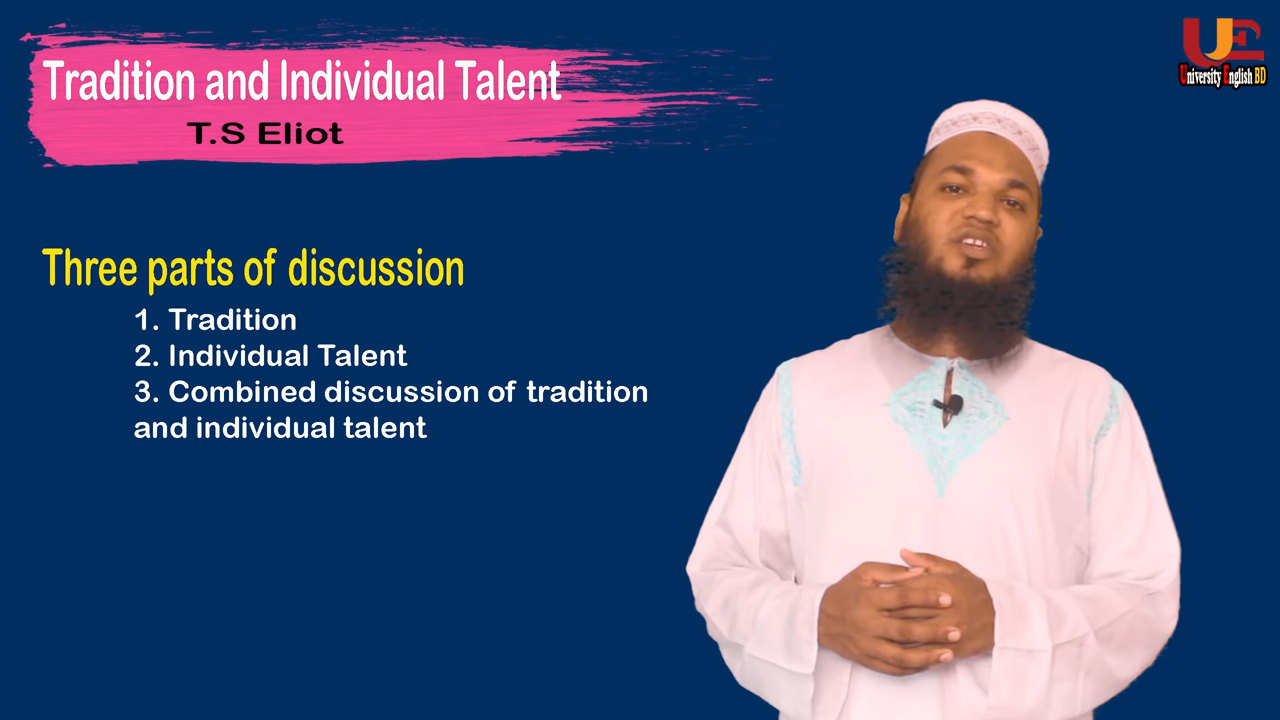 Tradition and Individual Talent
T.S Eliot
UE
University English BD
Three parts of discussion
1. Tradition
2. Individual Talent
3. Combined discussion of tradition
and individual talent